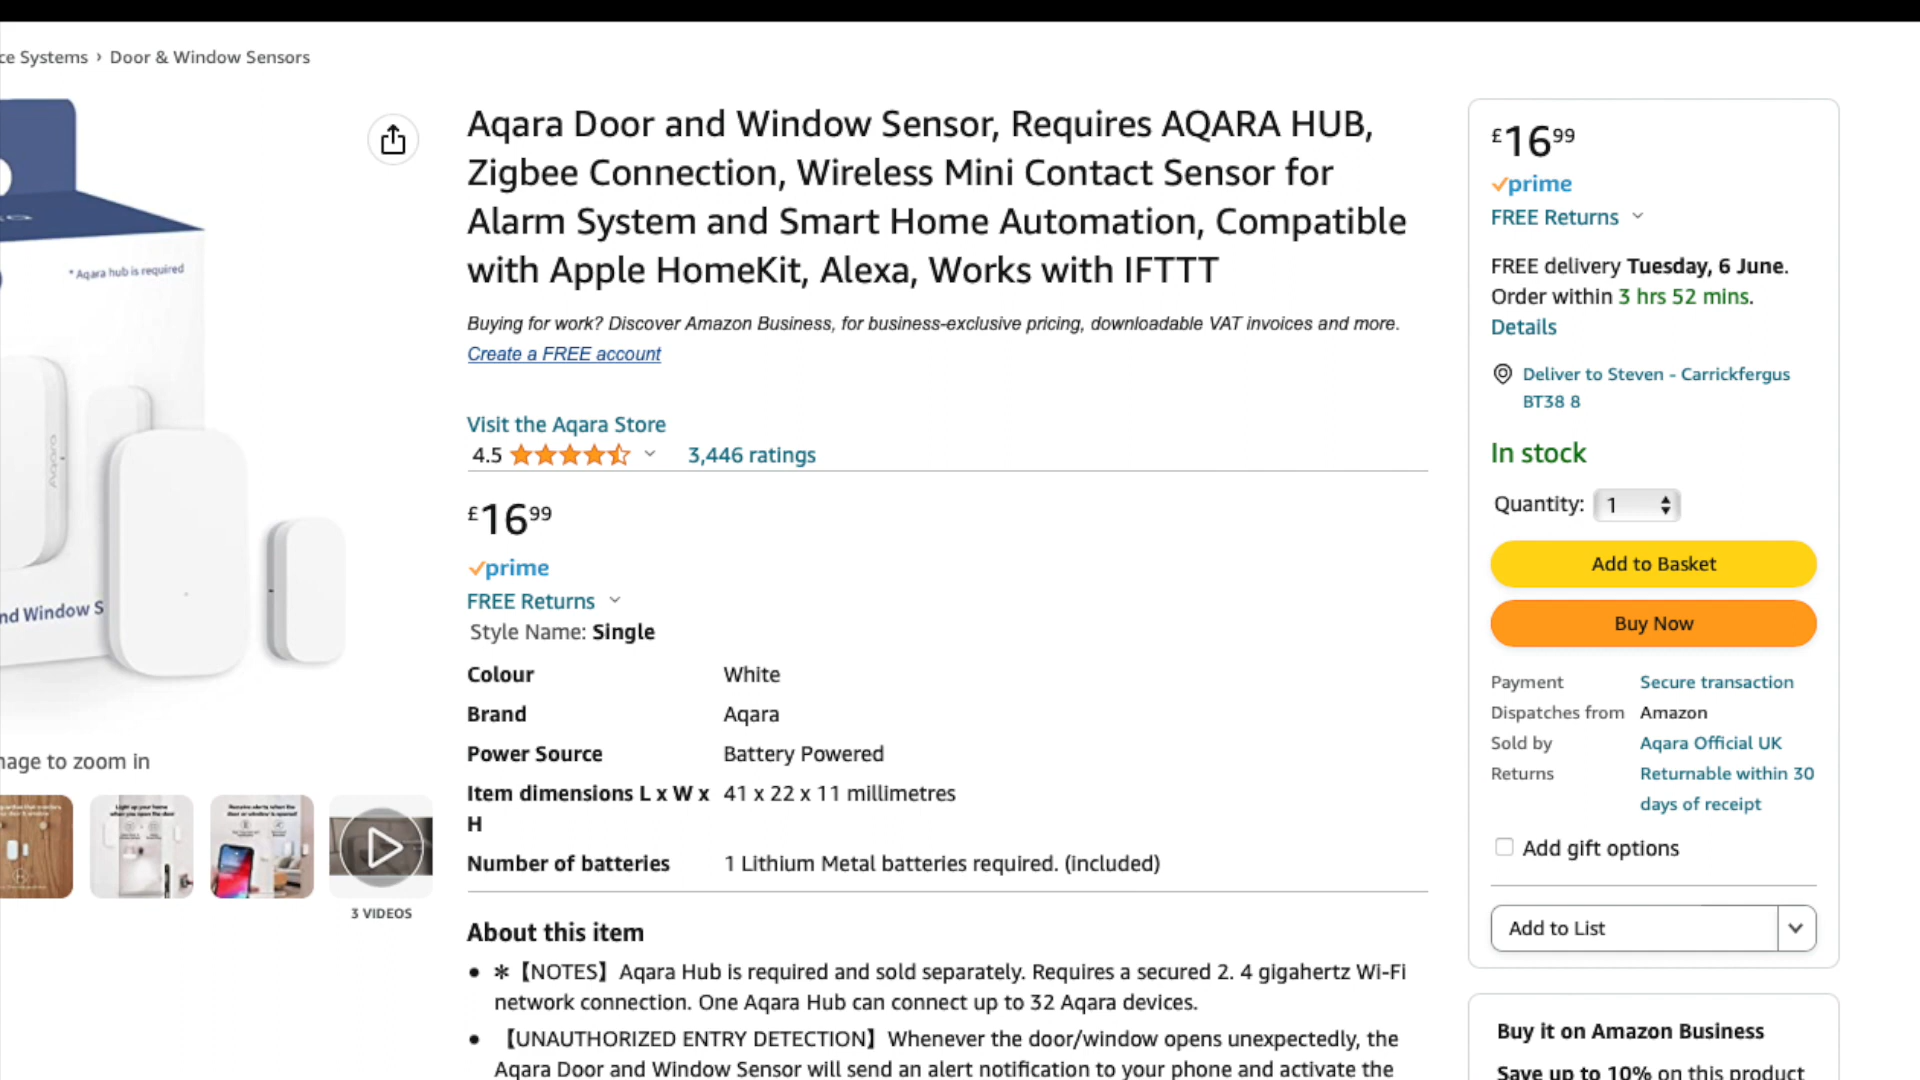 ce Systems › Door & Window Sensors
* Aqara hub is required
Aqara
nd Window S
mage to zoom in
3 VIDEOS
Aqara Door and Window Sensor, Requires AQARA HUB,
Zigbee Connection, Wireless Mini Contact Sensor for
Alarm System and Smart Home Automation, Compatible
with Apple HomeKit, Alexa, Works with IFTTT
Buying for work? Discover Amazon Business, for business-exclusive pricing, downloadable VAT invoices and more.
Create a FREE account
Visit the Aqara Store
4.5 3,446 ratings
£16 99
prime
FREE Returns
Style Name: Single
Colour White
Brand Aqara
Power Source Battery Powered
Item dimensions L x W x 41 x 22 x 11 millimetres
H
Number of batteries 1 Lithium Metal batteries required. (included)
About this item
• ✻【NOTES】Aqara Hub is required and sold separately. Requires a secured 2. 4 gigahertz Wi-Fi
network connection. One Aqara Hub can connect up to 32 Aqara devices.
• 【UNAUTHORIZED ENTRY DETECTION】Whenever the door/window opens unexpectedly, the
Aqara Door and Window Sensor will send an alert notification to your phone and activate the
£16 99
prime
FREE Returns
FREE delivery Tuesday, 6 June.
Order within 3 hrs 52 mins.
Details
Deliver to Steven - Carrickfergus
BT38 8
In stock
Quantity: 1
Add to Basket
Buy Now
Payment Secure transaction
Dispatches from Amazon
Sold by Aqara Official UK
Returns Returnable within 30
days of receipt
Add gift options
Add to List
Buy it on Amazon Business
Save up to 10% on this product